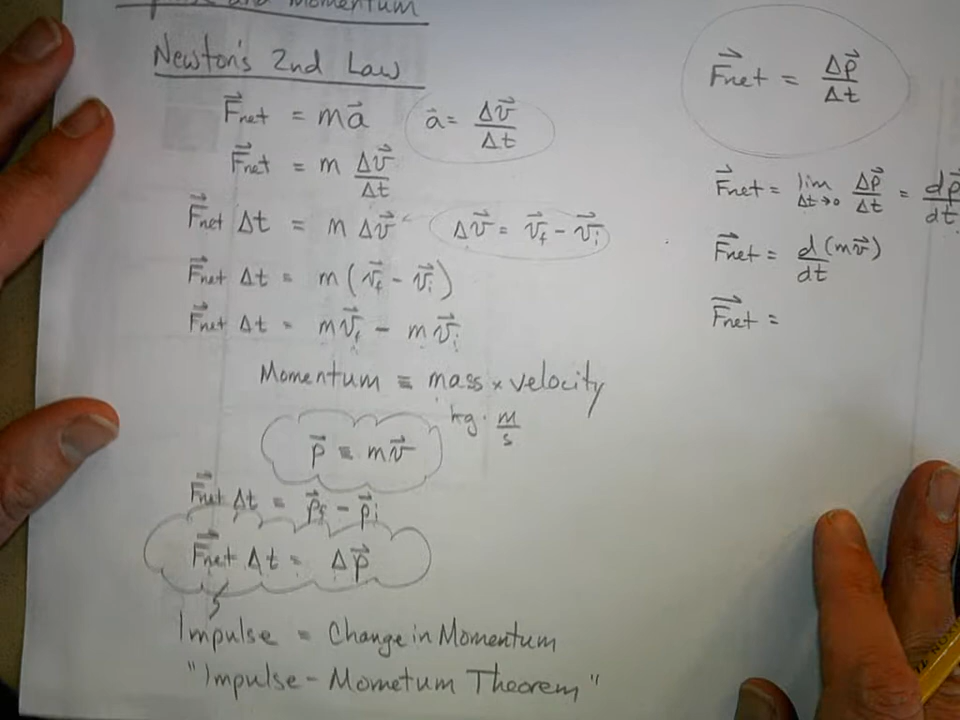 and Momentum
Newton's 2nd Law
F⃗net = ma⃗
a⃗ = Δv⃗/Δt
F⃗net = m Δv⃗/Δt
F⃗net Δt = m Δv⃗
Δv⃗ = v⃗f - v⃗i
F⃗net Δt = m(v⃗f - v⃗i)
F⃗net Δt = mv⃗f - mv⃗i
Momentum ≡ mass × velocity
kg · m/s
p⃗ ≡ mv⃗
F⃗net Δt = p⃗f - p⃗i
F⃗net Δt = Δp⃗
Impulse = Change in Momentum
"Impulse - Mometum Theorem"
F⃗net = Δp⃗/Δt
F⃗net = lim Δt→0 Δp⃗/Δt = dp⃗/dt
F⃗net = d(mv⃗)/dt
F⃗net =